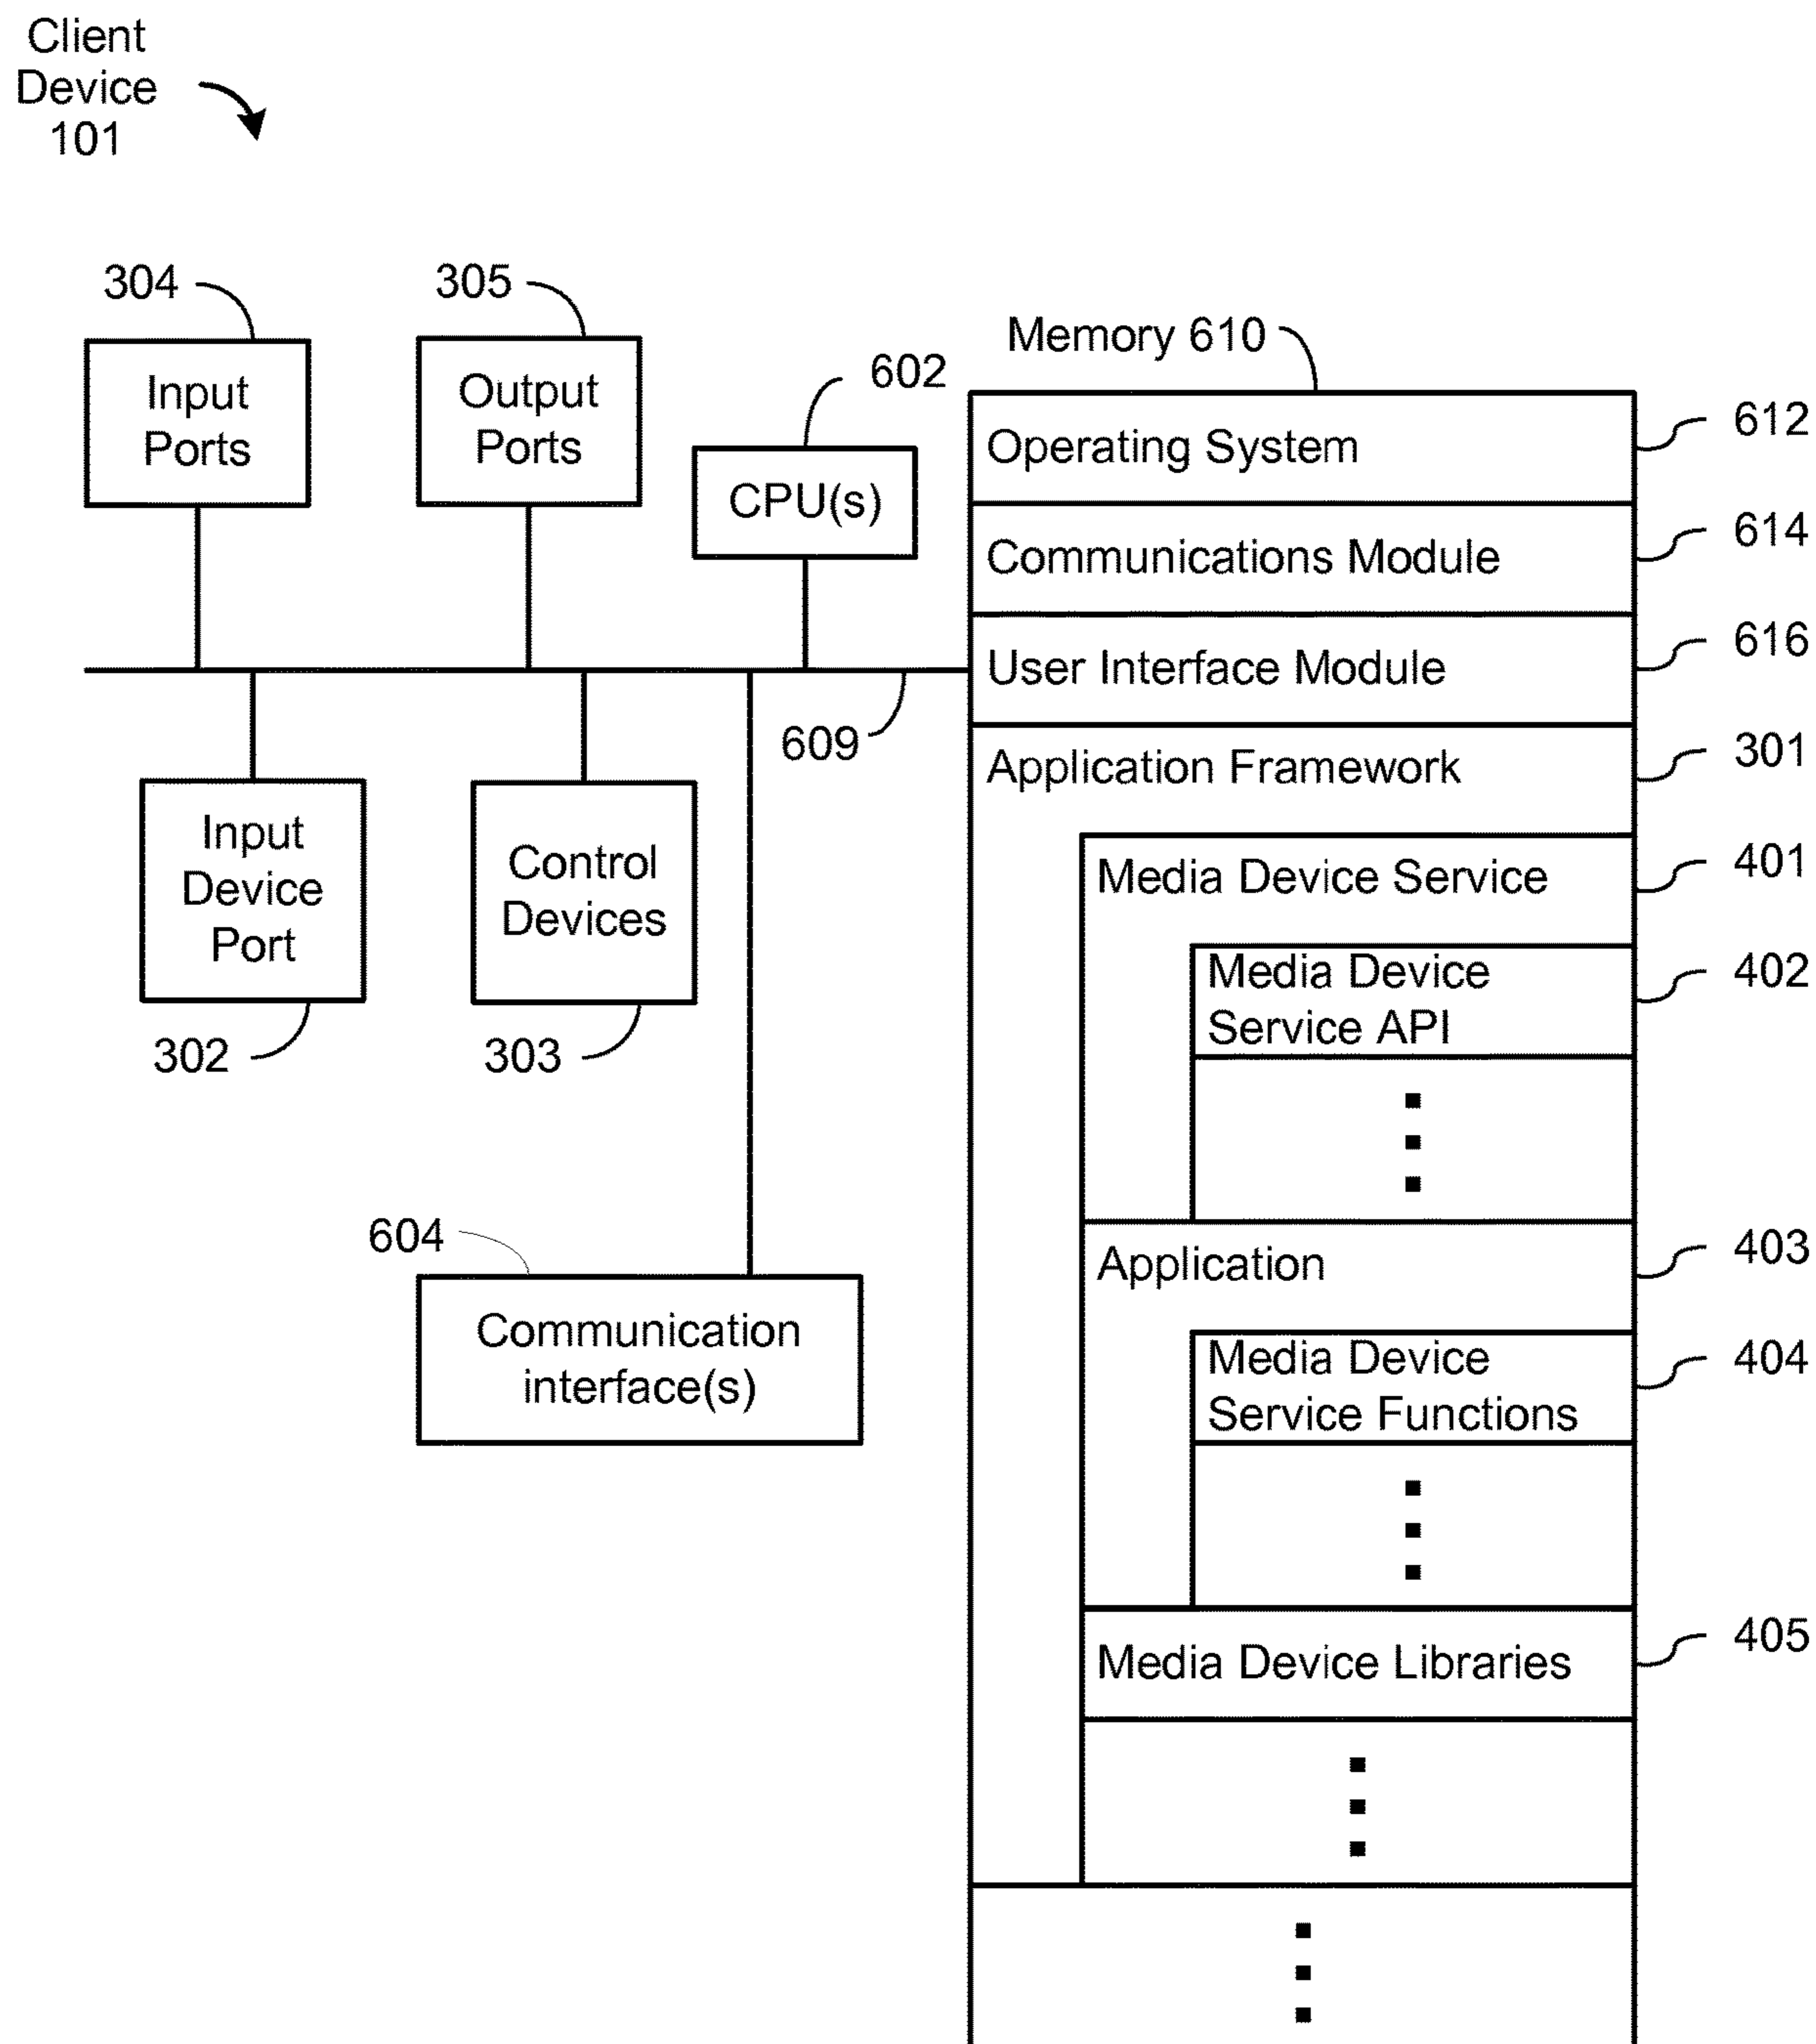 Client
Device
101
304
305
Memory 610
602
Input
Ports
Output
Ports
CPU(s)
Operating System
612
Communications Module
614
User Interface Module
616
609
Application Framework
301
Input
Device
Port
Control
Devices
Media Device Service
401
302
303
Media Device
Service API
402
604
Communication
interface(s)
Application
403
Media Device
Service Functions
404
Media Device Libraries
405